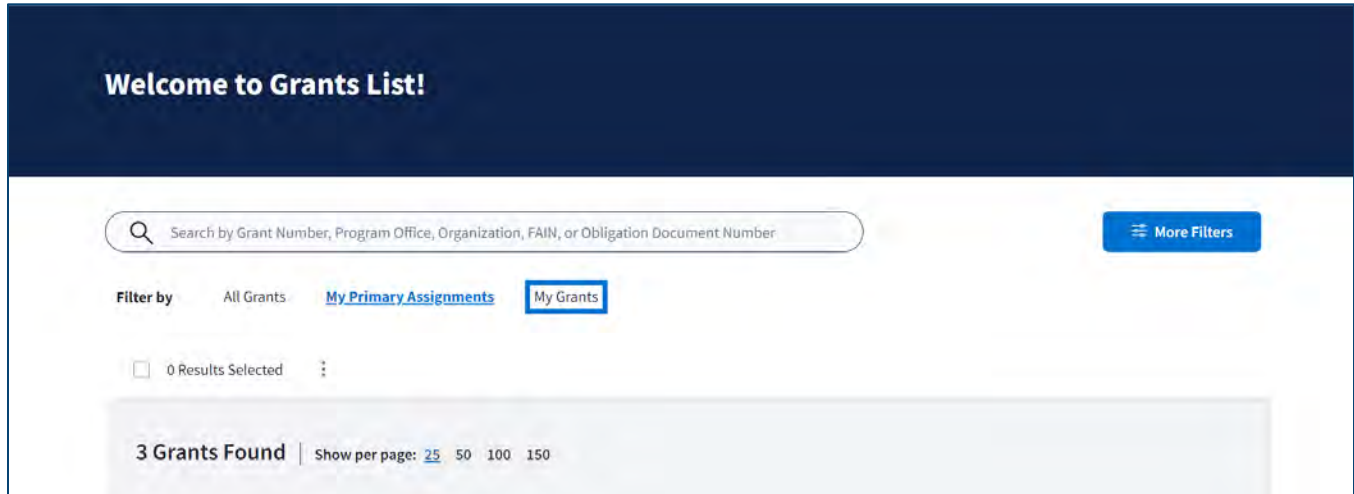 Welcome to Grants List!
Search by Grant Number, Program Office, Organization, FAIN, or Obligation Document Number
More Filters
Filter by All Grants My Primary Assignments My Grants
0 Results Selected
3 Grants Found | Show per page: 25 50 100 150